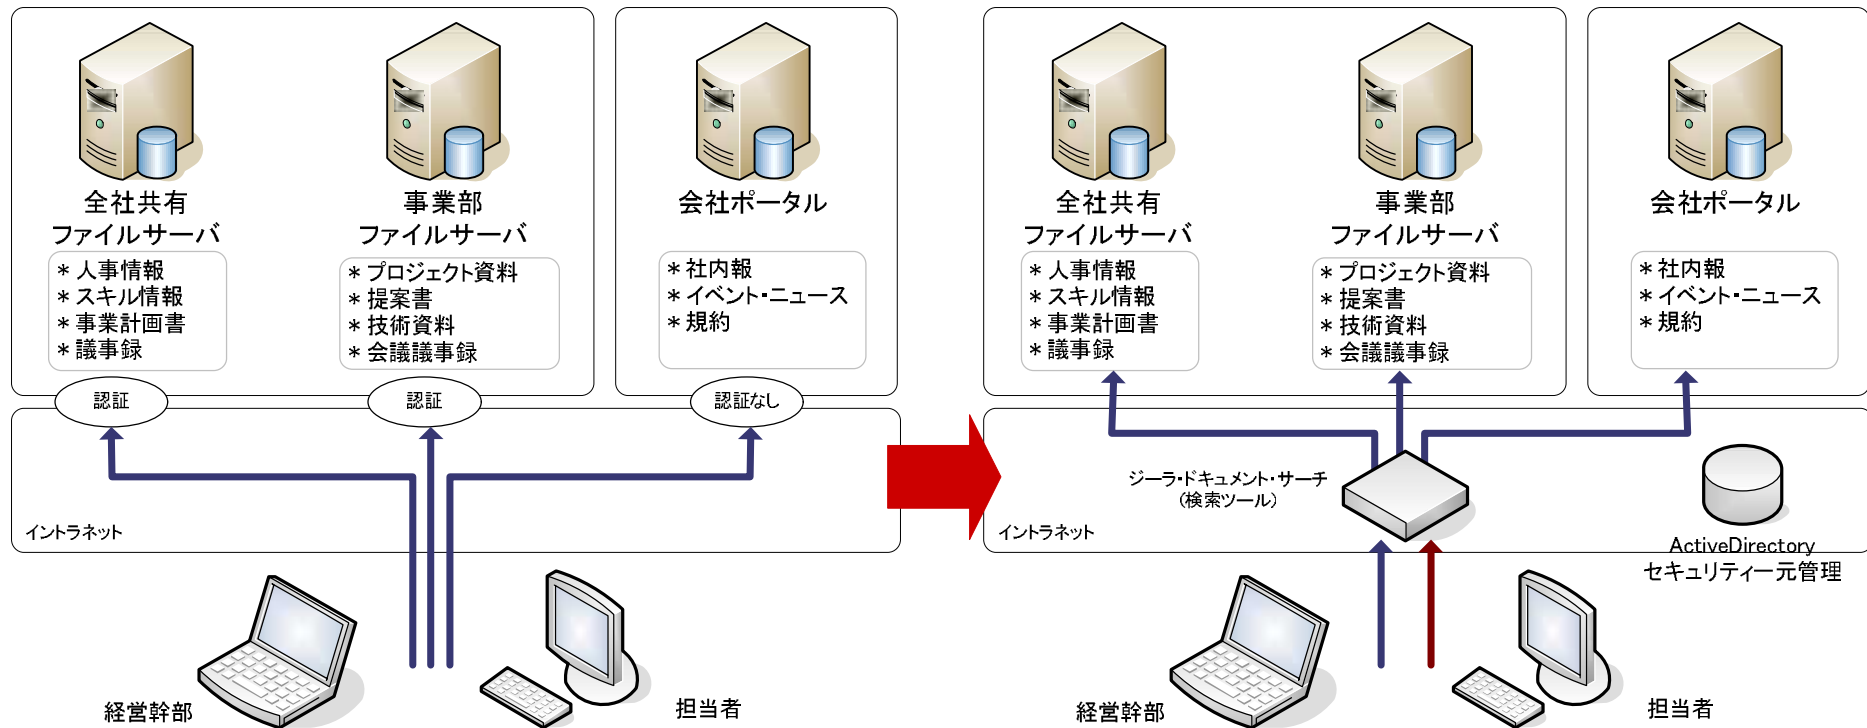 全社共有
ファイルサーバ
* 人事情報
* スキル情報
* 事業計画書
* 議事録
認証
事業部
ファイルサーバ
* プロジェクト資料
* 提案書
* 技術資料
* 会議議事録
認証
会社ポータル
* 社内報
* イベント・ニュース
* 規約
認証なし
イントラネット
経営幹部
担当者
全社共有
ファイルサーバ
* 人事情報
* スキル情報
* 事業計画書
* 議事録
事業部
ファイルサーバ
* プロジェクト資料
* 提案書
* 技術資料
* 会議議事録
会社ポータル
* 社内報
* イベント・ニュース
* 規約
ジーラ・ドキュメント・サーチ
(検索ツール)
イントラネット
ActiveDirectory
セキュリティー元管理
経営幹部
担当者